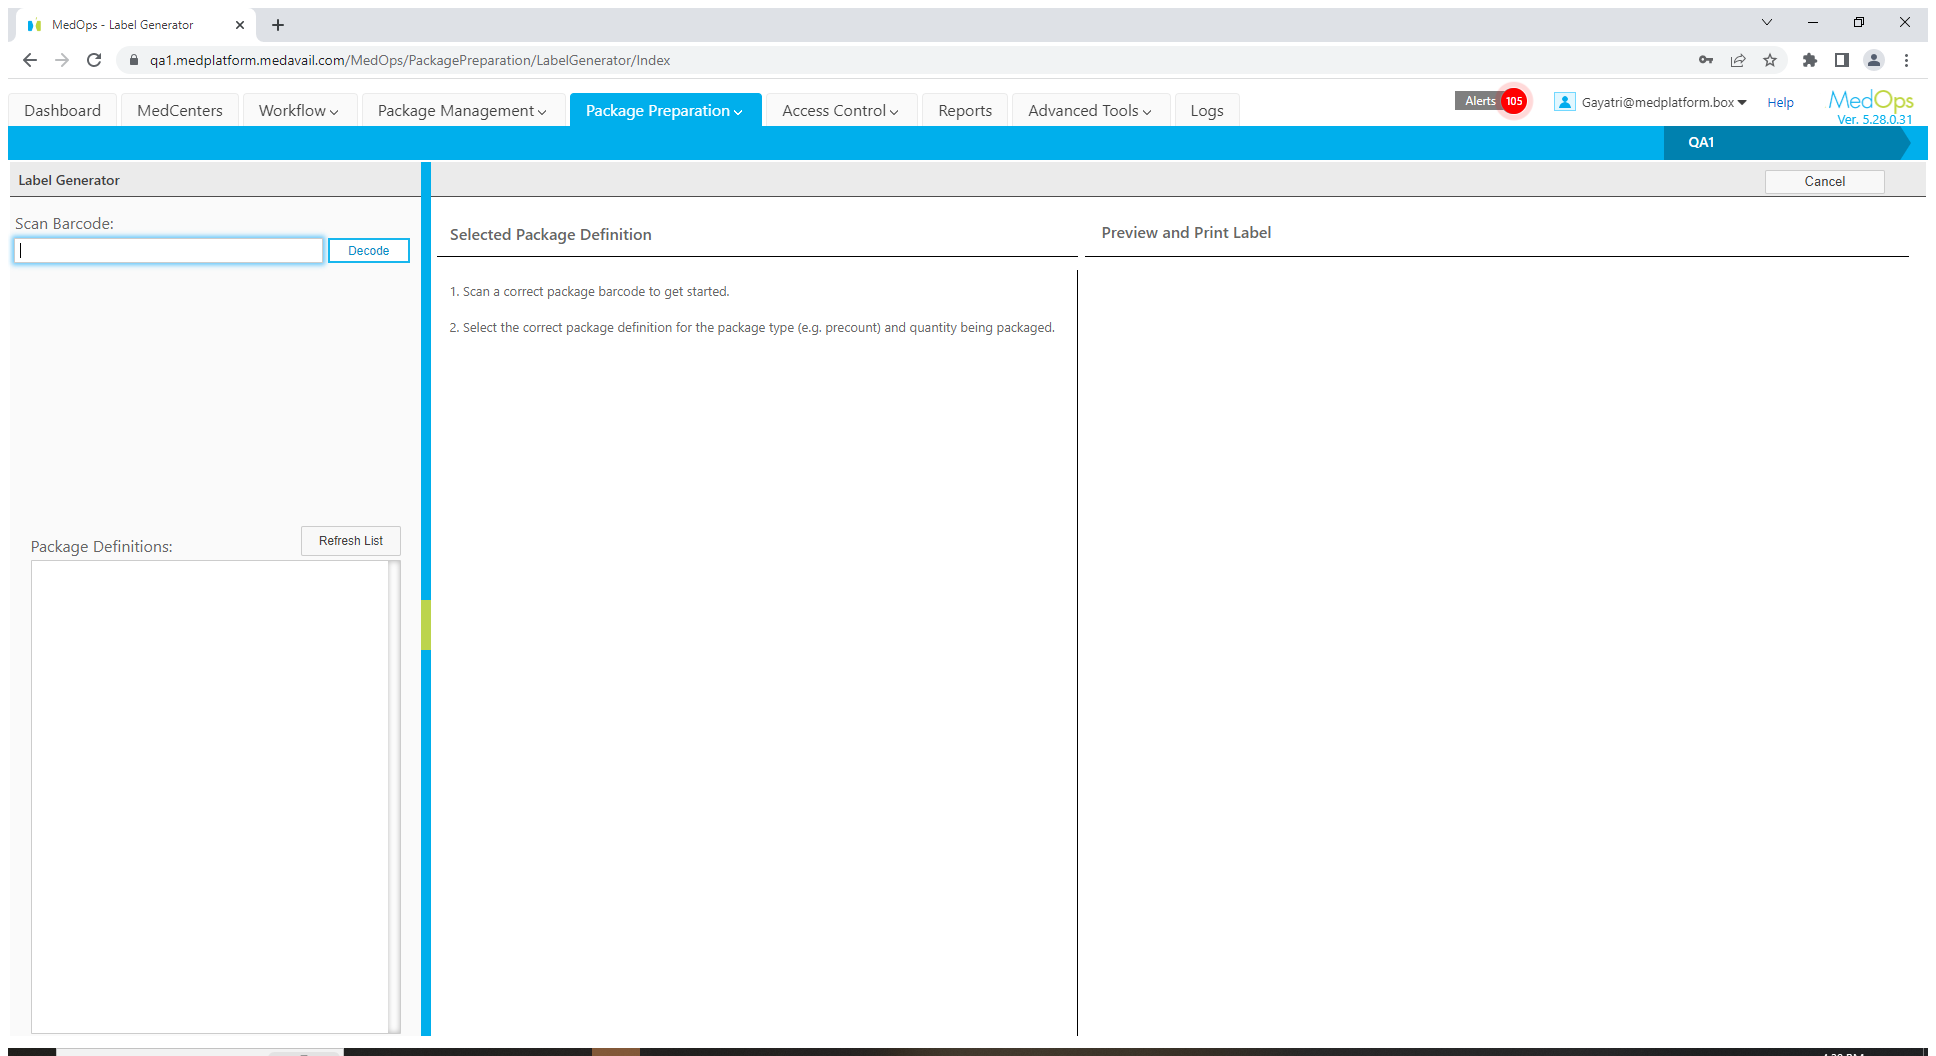 MedOps - Label Generator
qa1.medplatform.medavail.com/MedOps/PackagePreparation/LabelGenerator/Index
Dashboard MedCenters Workflow Package Management Package Preparation Access Control Reports Advanced Tools Logs Alerts 105 Gayatri@medplatform.box Help MedOps
Ver. 5.28.0.31
QA1
Label Generator Cancel
Scan Barcode:
Decode
Selected Package Definition Preview and Print Label
1. Scan a correct package barcode to get started.
2. Select the correct package definition for the package type (e.g. precount) and quantity being packaged.
Package Definitions: Refresh List